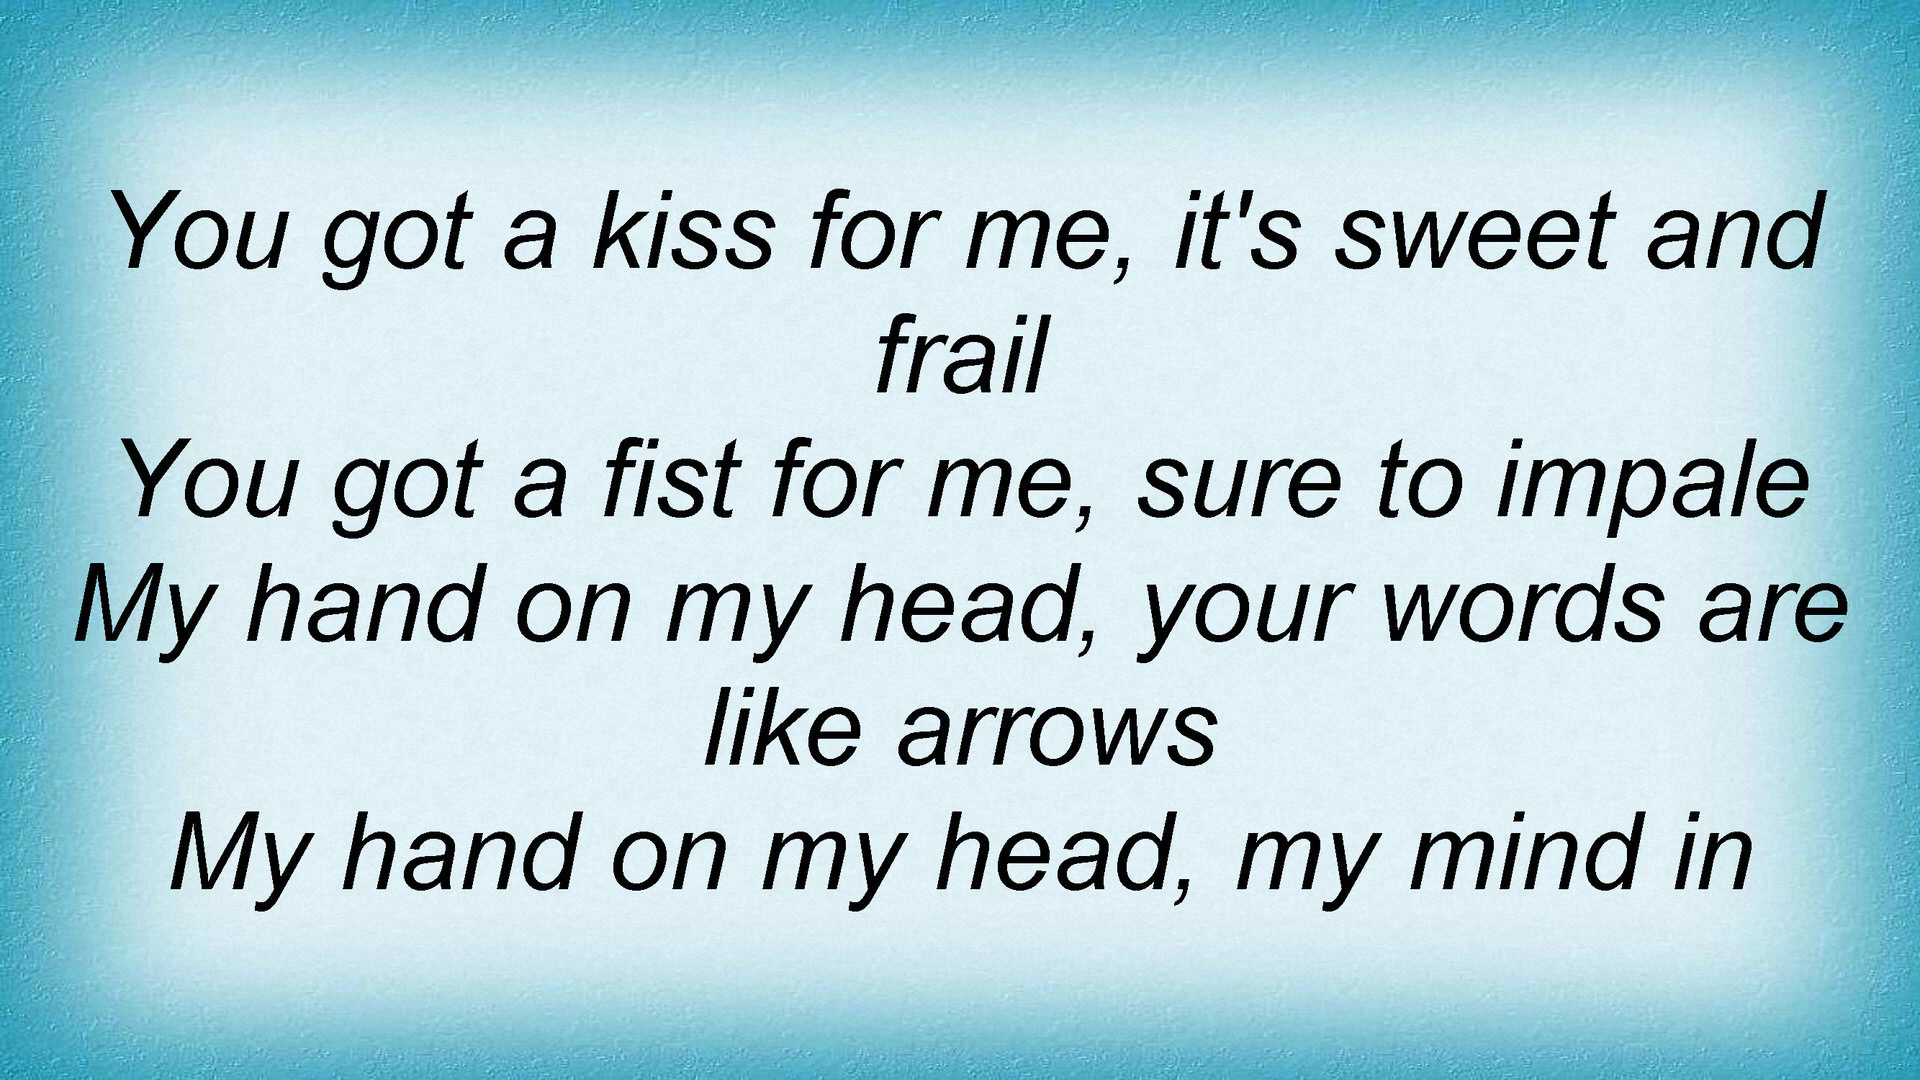 You got a kiss for me, it's sweet and
frail
You got a fist for me, sure to impale
My hand on my head, your words are
like arrows
My hand on my head, my mind in